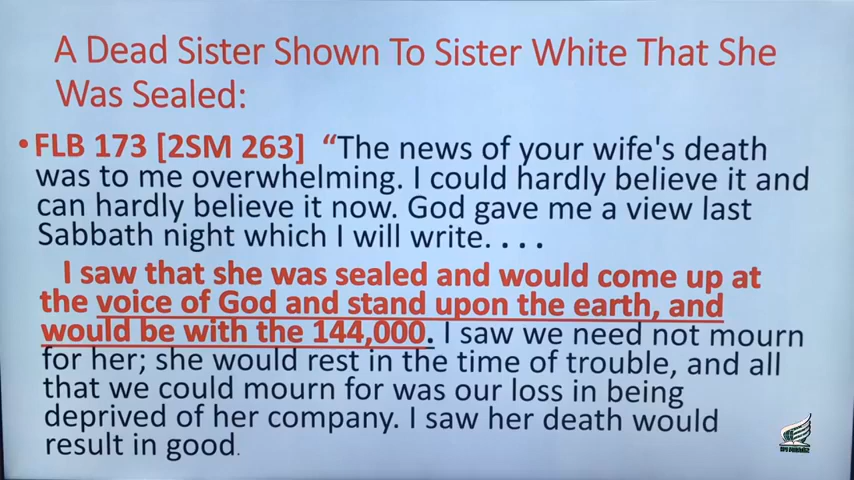 A Dead Sister Shown To Sister White That She
Was Sealed:
•FLB 173 [2SM 263] “The news of your wife's death
was to me overwhelming. I could hardly believe it and
can hardly believe it now. God gave me a view last
Sabbath night which I will write. . . .
I saw that she was sealed and would come up at
the voice of God and stand upon the earth, and
would be with the 144,000. I saw we need not mourn
for her; she would rest in the time of trouble, and all
that we could mourn for was our loss in being
deprived of her company. I saw her death would
result in good.